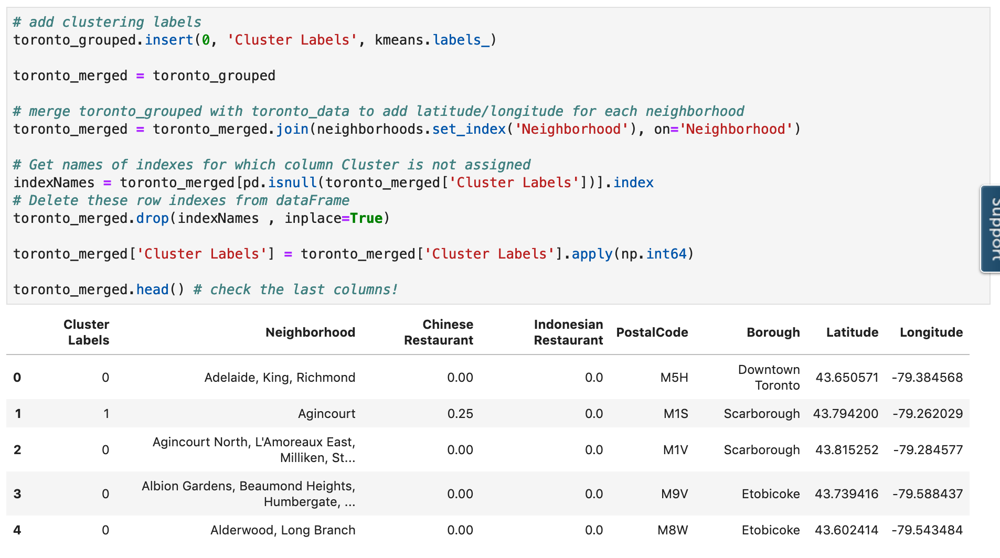 # add clustering labels
toronto_grouped.insert(0, 'Cluster Labels', kmeans.labels_)
toronto_merged = toronto_grouped
# merge toronto_grouped with toronto_data to add latitude/longitude for each neighborhood
toronto_merged = toronto_merged.join(neighborhoods.set_index('Neighborhood'), on='Neighborhood')
# Get names of indexes for which column Cluster is not assigned
indexNames = toronto_merged[pd.isnull(toronto_merged['Cluster Labels'])].index
# Delete these row indexes from dataFrame
toronto_merged.drop(indexNames , inplace=True)
toronto_merged['Cluster Labels'] = toronto_merged['Cluster Labels'].apply(np.int64)
toronto_merged.head() # check the last columns!
Support
Cluster
Labels
Neighborhood
Chinese
Restaurant
Indonesian
Restaurant
PostalCode
Borough
Latitude
Longitude
0 0 Adelaide, King, Richmond 0.00 0.0 M5H Downtown
Toronto 43.650571 -79.384568
1 1 Agincourt 0.25 0.0 M1S Scarborough 43.794200 -79.262029
2 0 Agincourt North, L'Amoreaux East,
Milliken, St... 0.00 0.0 M1V Scarborough 43.815252 -79.284577
3 0 Albion Gardens, Beaumond Heights,
Humbergate, ... 0.00 0.0 M9V Etobicoke 43.739416 -79.588437
4 0 Alderwood, Long Branch 0.00 0.0 M8W Etobicoke 43.602414 -79.543484